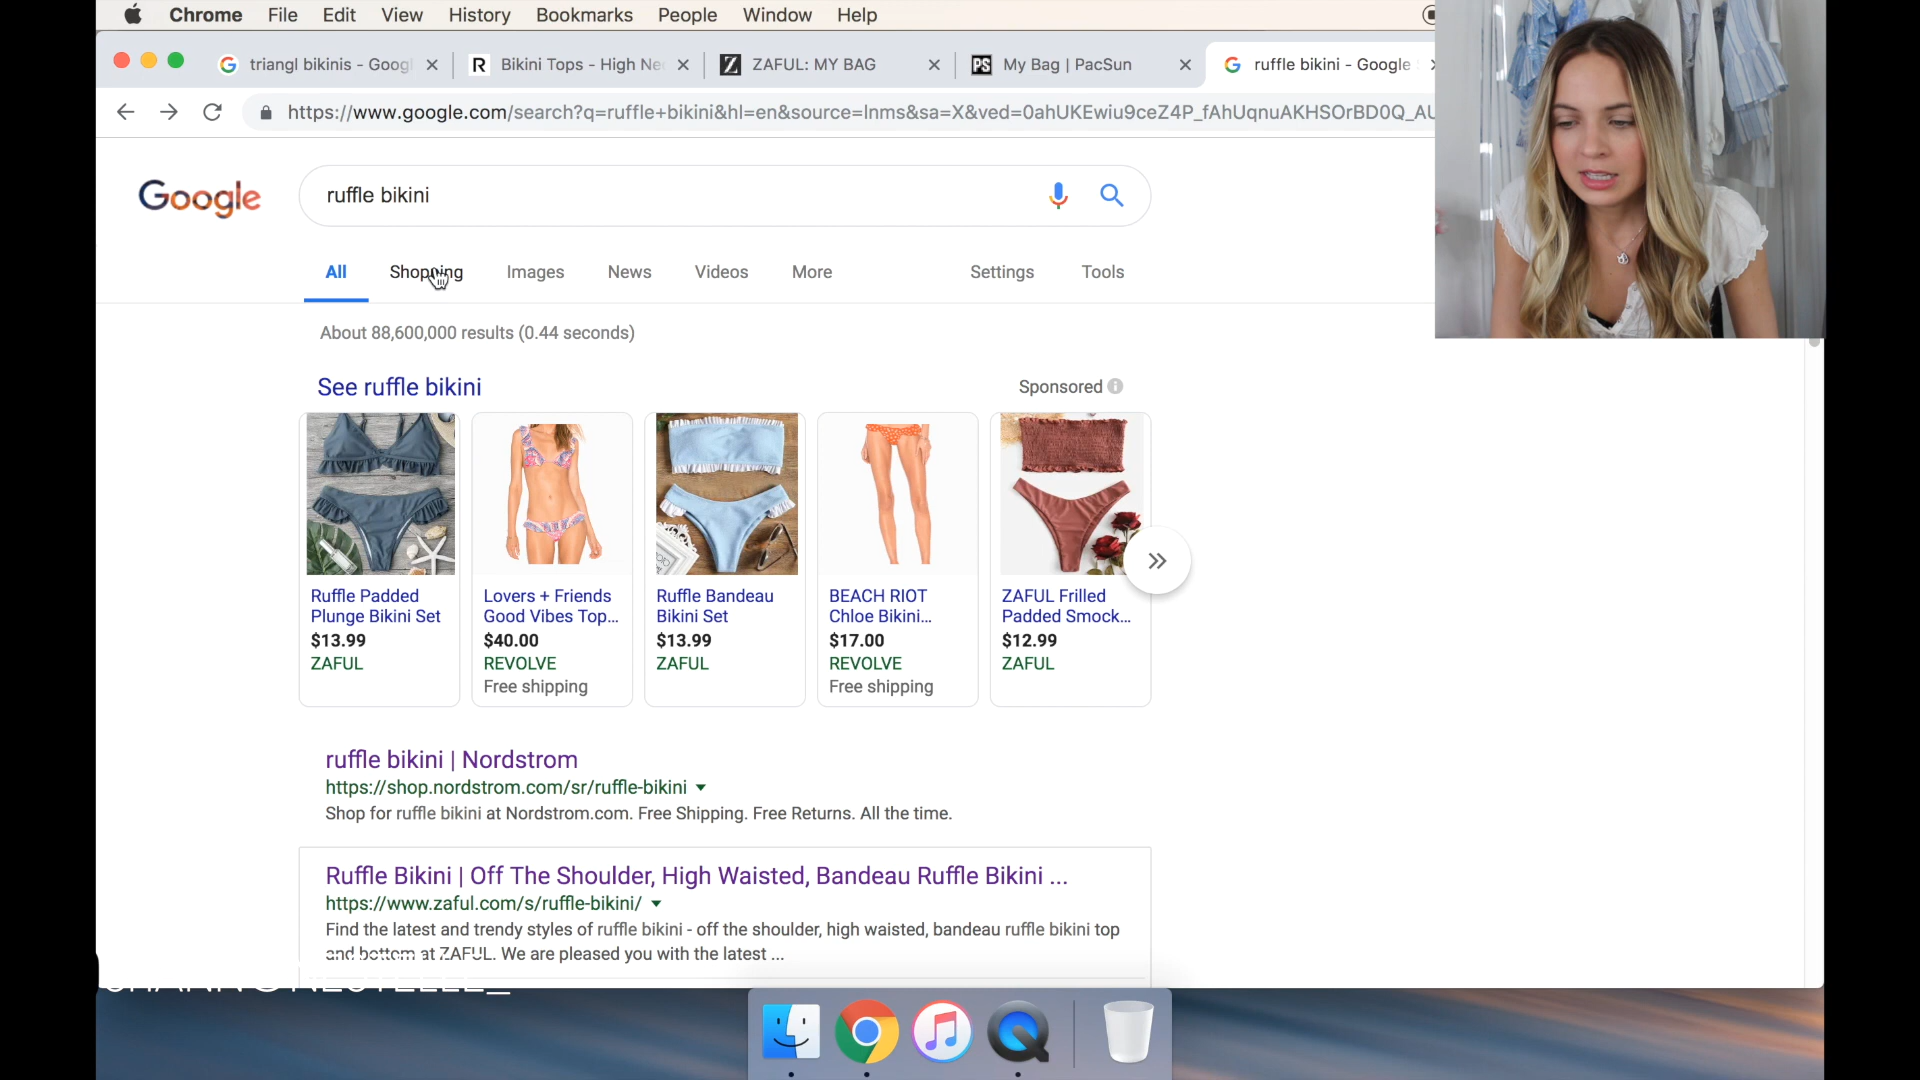 Chrome File Edit View History Bookmarks People Window Help
triangl bikinis - Googl
R Bikini Tops - High Ne
Z ZAFUL: MY BAG
PS My Bag | PacSun
G ruffle bikini - Google
https://www.google.com/search?q=ruffle+bikini&hl=en&source=lnms&sa=X&ved=0ahUKEwiu9ceZ4P_fAhUqnuAKHSOrBD0Q_AU
Google
ruffle bikini
All Shopping Images News Videos More Settings Tools
About 88,600,000 results (0.44 seconds)
See ruffle bikini
Sponsored
Ruffle Padded
Plunge Bikini Set
$13.99
ZAFUL
Lovers + Friends
Good Vibes Top...
$40.00
REVOLVE
Free shipping
Ruffle Bandeau
Bikini Set
$13.99
ZAFUL
BEACH RIOT
Chloe Bikini...
$17.00
REVOLVE
Free shipping
ZAFUL Frilled
Padded Smock...
$12.99
ZAFUL
ruffle bikini | Nordstrom
https://shop.nordstrom.com/sr/ruffle-bikini
Shop for ruffle bikini at Nordstrom.com. Free Shipping. Free Returns. All the time.
Ruffle Bikini | Off The Shoulder, High Waisted, Bandeau Ruffle Bikini ...
https://www.zaful.com/s/ruffle-bikini/
Find the latest and trendy styles of ruffle bikini - off the shoulder, high waisted, bandeau ruffle bikini top
and bottom at ZAFUL. We are pleased you with the latest ...